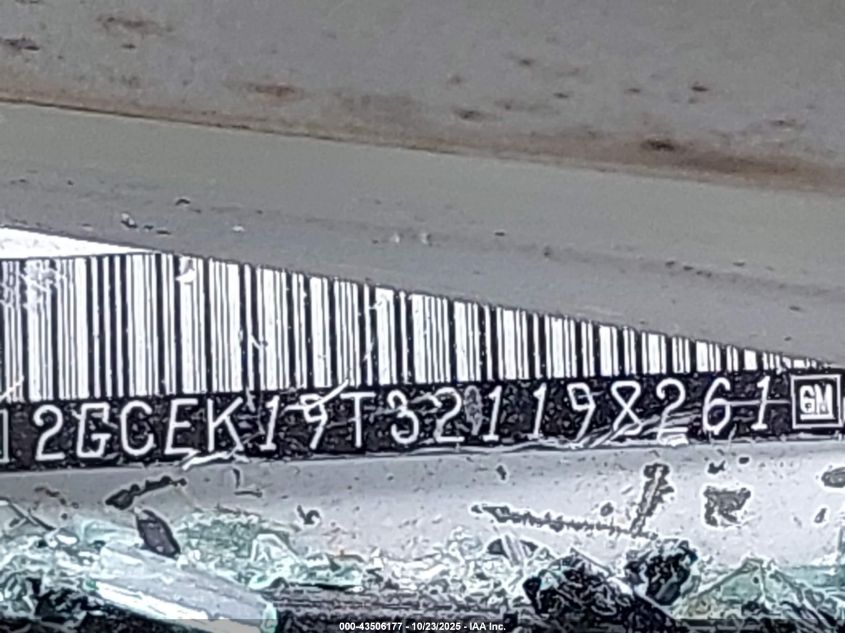 2GCEK19T321198261 GM
000-43506177 - 10/23/2025 - IAA Inc.